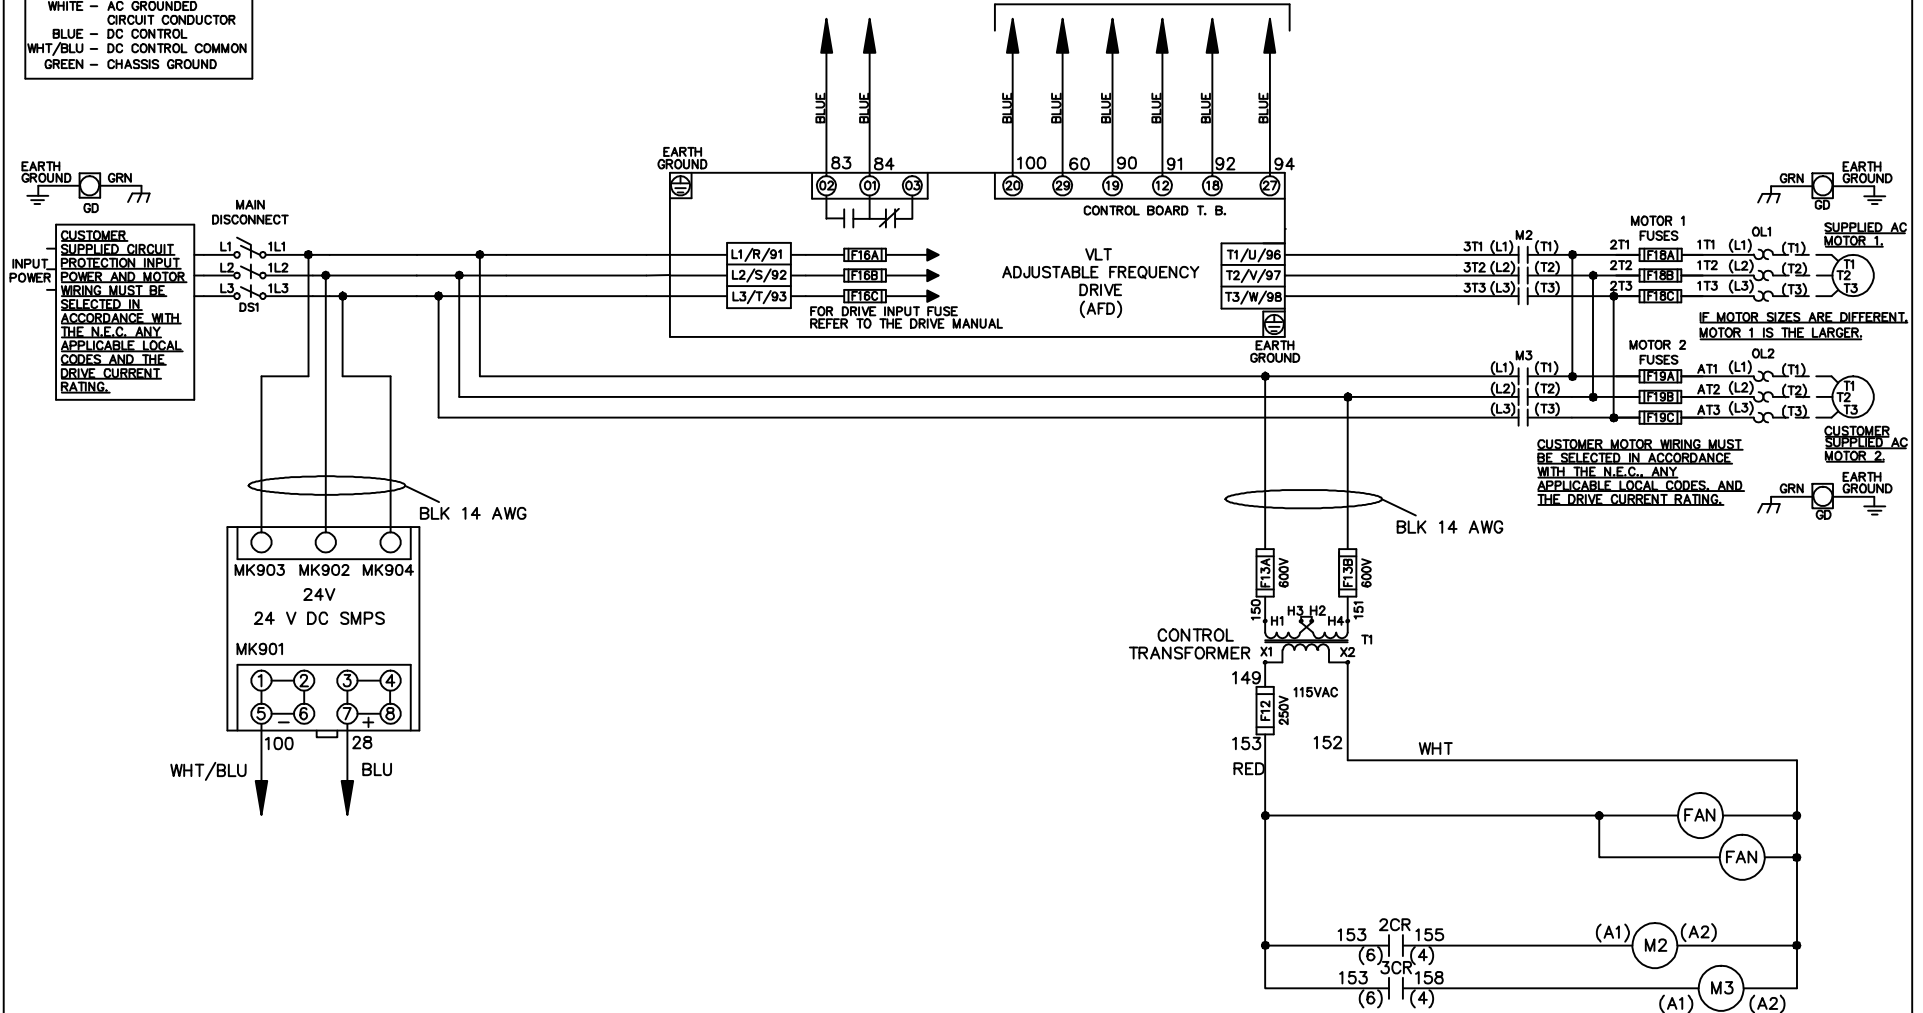 WHITE – AC GROUNDED
CIRCUIT CONDUCTOR
BLUE – DC CONTROL
WHT/BLU – DC CONTROL COMMON
GREEN – CHASSIS GROUND
BLUE
BLUE
BLUE
BLUE
BLUE
BLUE
BLUE
BLUE
EARTH
GROUND
83
84
100
60
90
91
92
94
02
01
03
20
29
19
12
18
27
CONTROL BOARD T. B.
EARTH
GROUND
GRN
GD
MAIN
DISCONNECT
L1
1L1
L2
1L2
L3
1L3
DS1
INPUT
POWER
CUSTOMER
SUPPLIED CIRCUIT
PROTECTION INPUT
POWER AND MOTOR
WIRING MUST BE
SELECTED IN
ACCORDANCE WITH
THE N.E.C. ANY
APPLICABLE LOCAL
CODES AND THE
DRIVE CURRENT
RATING.
L1/R/91
L2/S/92
L3/T/93
F16A
F16B
F16C
FOR DRIVE INPUT FUSE
REFER TO THE DRIVE MANUAL
VLT
ADJUSTABLE FREQUENCY
DRIVE
(AFD)
T1/U/96
T2/V/97
T3/W/98
EARTH
GROUND
M2
3T1 (L1) (T1)
3T2 (L2) (T2)
3T3 (L3) (T3)
MOTOR 1
FUSES
2T1
F18A
1T1 (L1)
2T2
F18B
1T2 (L2)
2T3
F18C
1T3 (L3)
OL1
(T1)
(T2)
(T3)
GRN
GD
EARTH
GROUND
SUPPLIED AC
MOTOR 1.
T1
T2
T3
IF MOTOR SIZES ARE DIFFERENT,
MOTOR 1 IS THE LARGER.
M3
(L1) (T1)
(L2) (T2)
(L3) (T3)
MOTOR 2
FUSES
F19A
AT1 (L1)
F19B
AT2 (L2)
F19C
AT3 (L3)
OL2
(T1)
(T2)
(T3)
T1
T2
T3
CUSTOMER
SUPPLIED AC
MOTOR 2.
CUSTOMER MOTOR WIRING MUST
BE SELECTED IN ACCORDANCE
WITH THE N.E.C., ANY
APPLICABLE LOCAL CODES, AND
THE DRIVE CURRENT RATING.
GRN
GD
EARTH
GROUND
BLK 14 AWG
MK903 MK902 MK904
24V
24 V DC SMPS
MK901
1 2 3 4
5 – 6 7 + 8
100
28
WHT/BLU
BLU
BLK 14 AWG
F13A
600V
F13B
600V
150
151
H1
H3 H2
H4
T1
CONTROL
TRANSFORMER
X1
X2
149
115VAC
F12
250V
153
152
WHT
RED
FAN
FAN
2CR
153
155
(6)
(4)
(A1)
M2
(A2)
3CR
153
158
(6)
(4)
(A1)
M3
(A2)